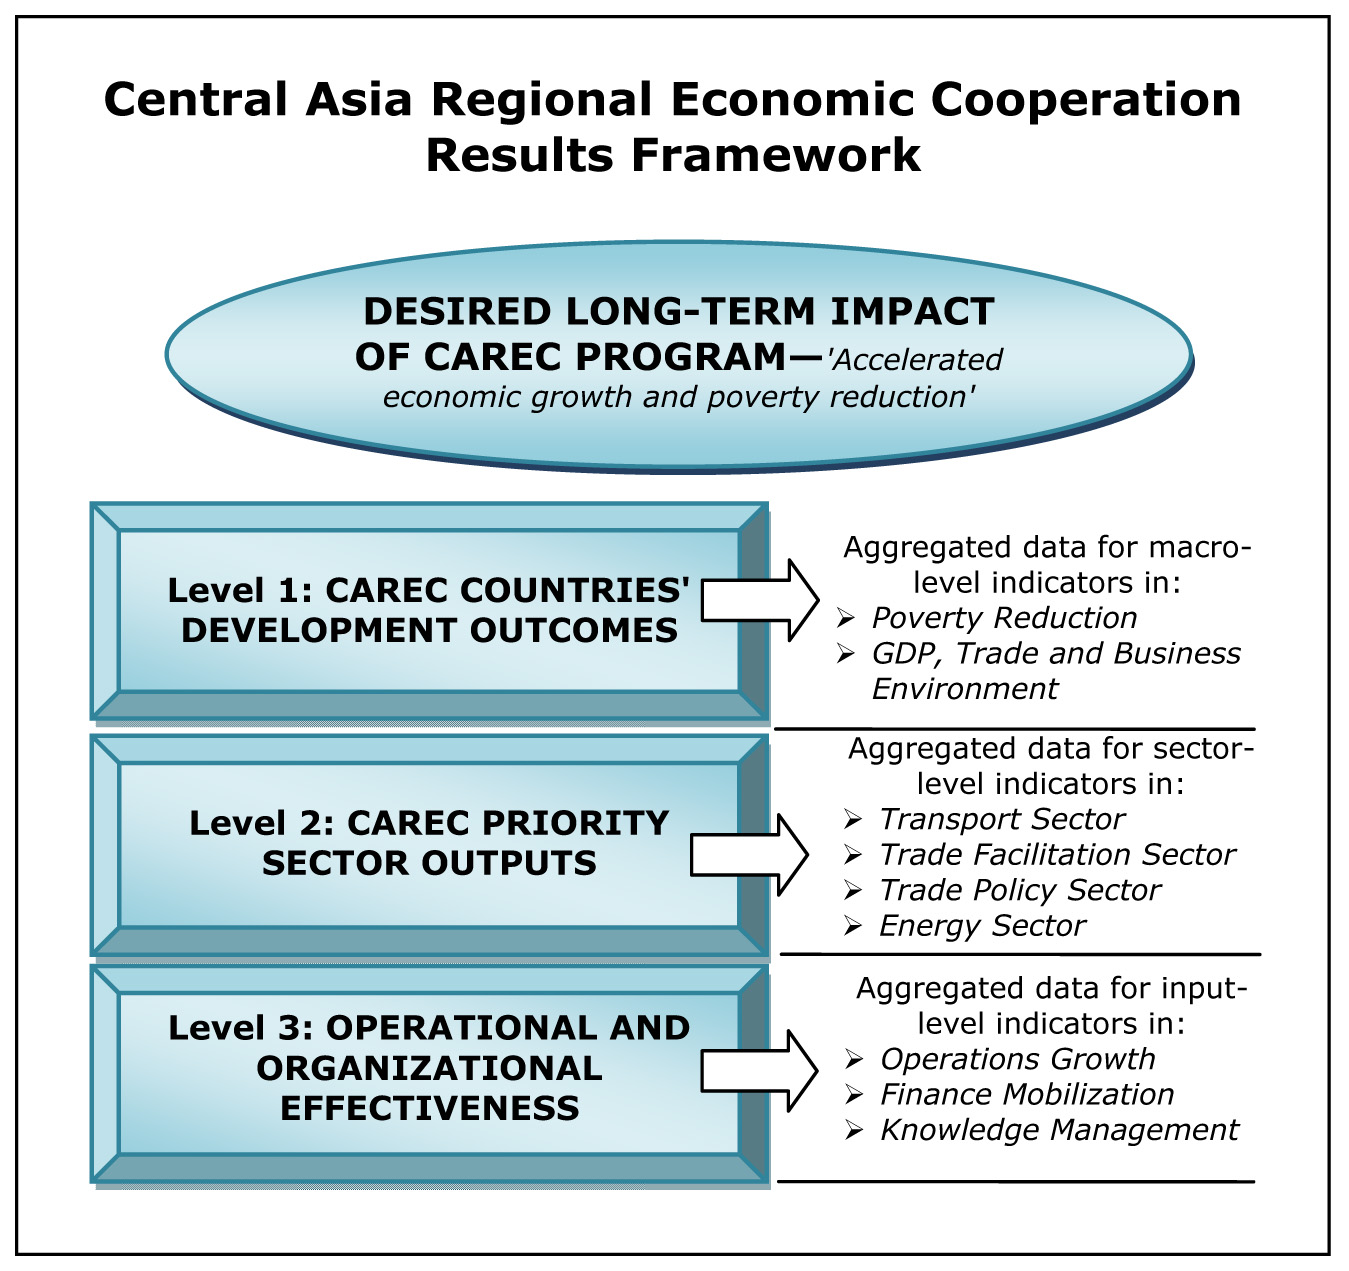 Central Asia Regional Economic Cooperation
Results Framework
DESIRED LONG-TERM IMPACT
OF CAREC PROGRAM—'Accelerated
economic growth and poverty reduction'
Level 1: CAREC COUNTRIES'
DEVELOPMENT OUTCOMES
Aggregated data for macro-
level indicators in:
➢ Poverty Reduction
➢ GDP, Trade and Business
Environment
Level 2: CAREC PRIORITY
SECTOR OUTPUTS
Aggregated data for sector-
level indicators in:
➢ Transport Sector
➢ Trade Facilitation Sector
➢ Trade Policy Sector
➢ Energy Sector
Level 3: OPERATIONAL AND
ORGANIZATIONAL
EFFECTIVENESS
Aggregated data for input-
level indicators in:
➢ Operations Growth
➢ Finance Mobilization
➢ Knowledge Management